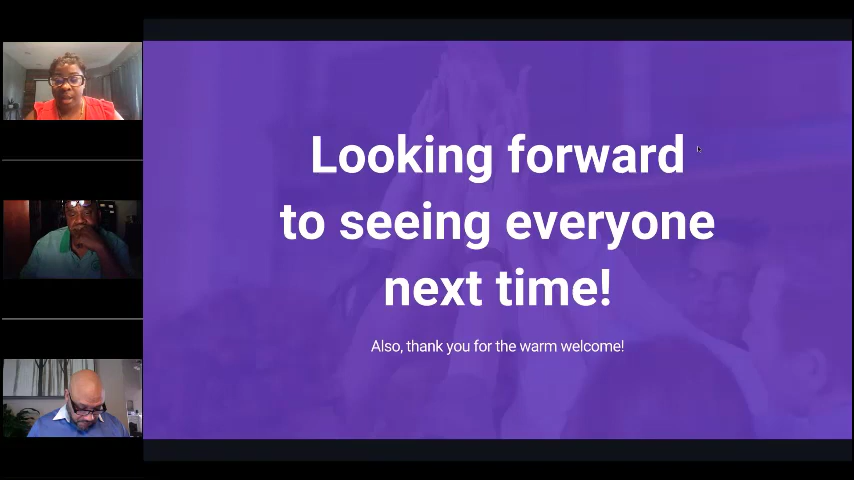 Looking forward
to seeing everyone
next time!
Also, thank you for the warm welcome!